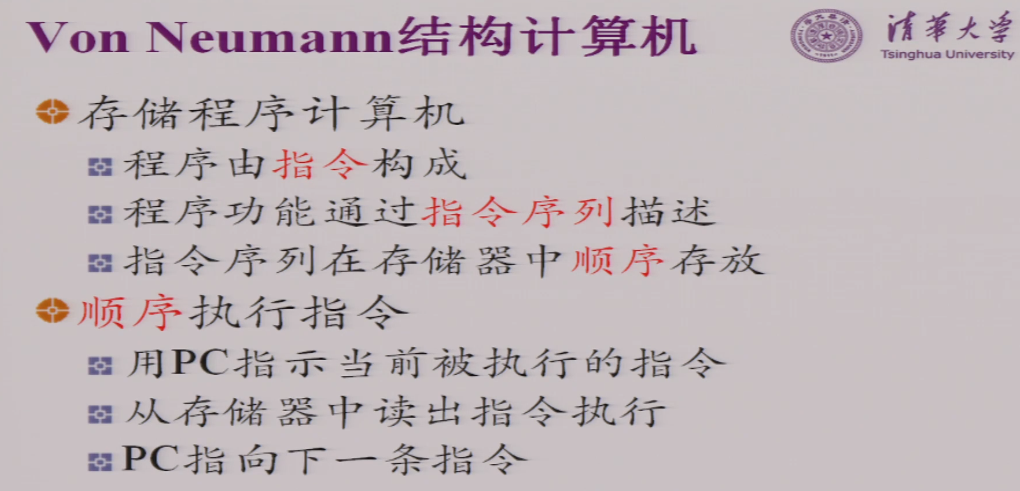 Von Neumann结构计算机
清华大学
Tsinghua University
存储程序计算机
程序由指令构成
程序功能通过指令序列描述
指令序列在存储器中顺序存放
顺序执行指令
用PC指示当前被执行的指令
从存储器中读出指令执行
PC指向下一条指令